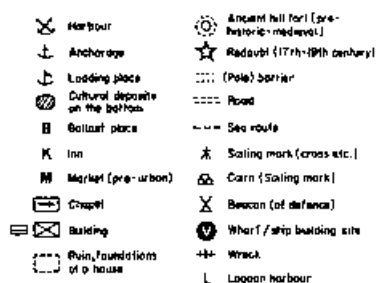 Harbour
Anchorage
Loading place
Cultural deposits
on the bottom
B Ballast place
K Inn
M Market (pre-urban)
Chapel
Building
Ruin, foundations
of a house
Ancient hill fort (pre-
historic-medieval)
Redoubt (17th-19th century)
(Pole) barrier
Road
Sea route
Sailing mark (cross etc.)
Carn (Sailing mark)
Beacon (of defence)
Wharf / ship building site
Wreck
L Lagoon harbour